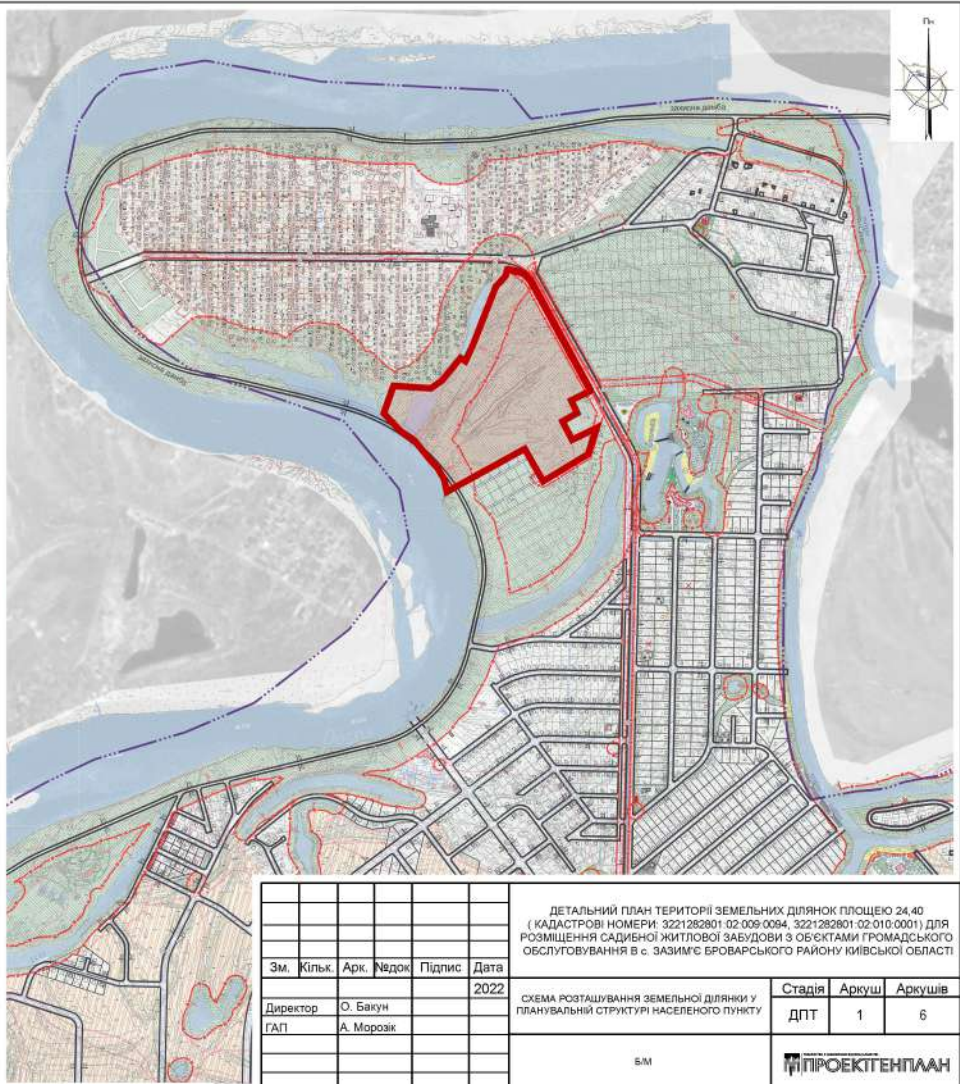 Пн
захисна дамба
захисна дамба
ДЕТАЛЬНИЙ ПЛАН ТЕРИТОРІЇ ЗЕМЕЛЬНИХ ДІЛЯНОК ПЛОЩЕЮ 24,40
( КАДАСТРОВІ НОМЕРИ: 3221282801:02:009:0094, 3221282801:02:010:0001) ДЛЯ
РОЗМІЩЕННЯ САДИБНОЇ ЖИТЛОВОЇ ЗАБУДОВИ З ОБ'ЄКТАМИ ГРОМАДСЬКОГО
ОБСЛУГОВУВАННЯ В с. ЗАЗИМ'Є БРОВАРСЬКОГО РАЙОНУ КИЇВСЬКОЇ ОБЛАСТІ
Зм. Кільк. Арк. №док Підпис Дата
2022
Директор О. Бакун
ГАП А. Морозік
СХЕМА РОЗТАШУВАННЯ ЗЕМЕЛЬНОЇ ДІЛЯНКИ У
ПЛАНУВАЛЬНІЙ СТРУКТУРІ НАСЕЛЕНОГО ПУНКТУ
Стадія Аркуш Аркушів
ДПТ 1 6
Б/М
ПРОЕКТГЕНПЛАН